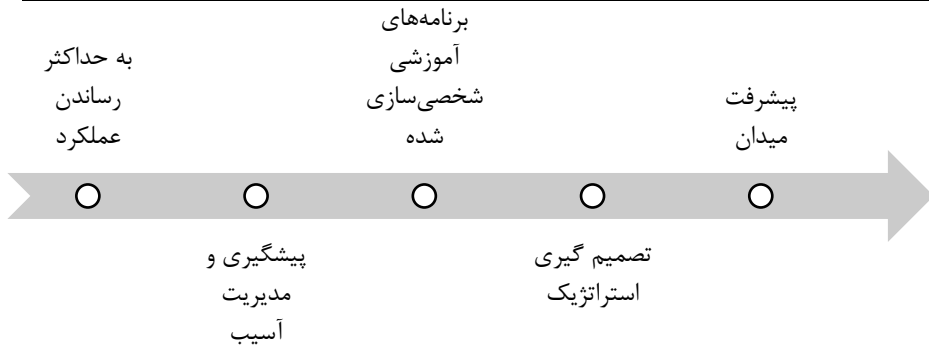 به حداکثر
رساندن
عملکرد
پیشگیری و
مدیریت
آسیب
برنامه‌های
آموزشی
شخصی‌سازی
شده
تصمیم گیری
استراتژیک
پیشرفت
میدان